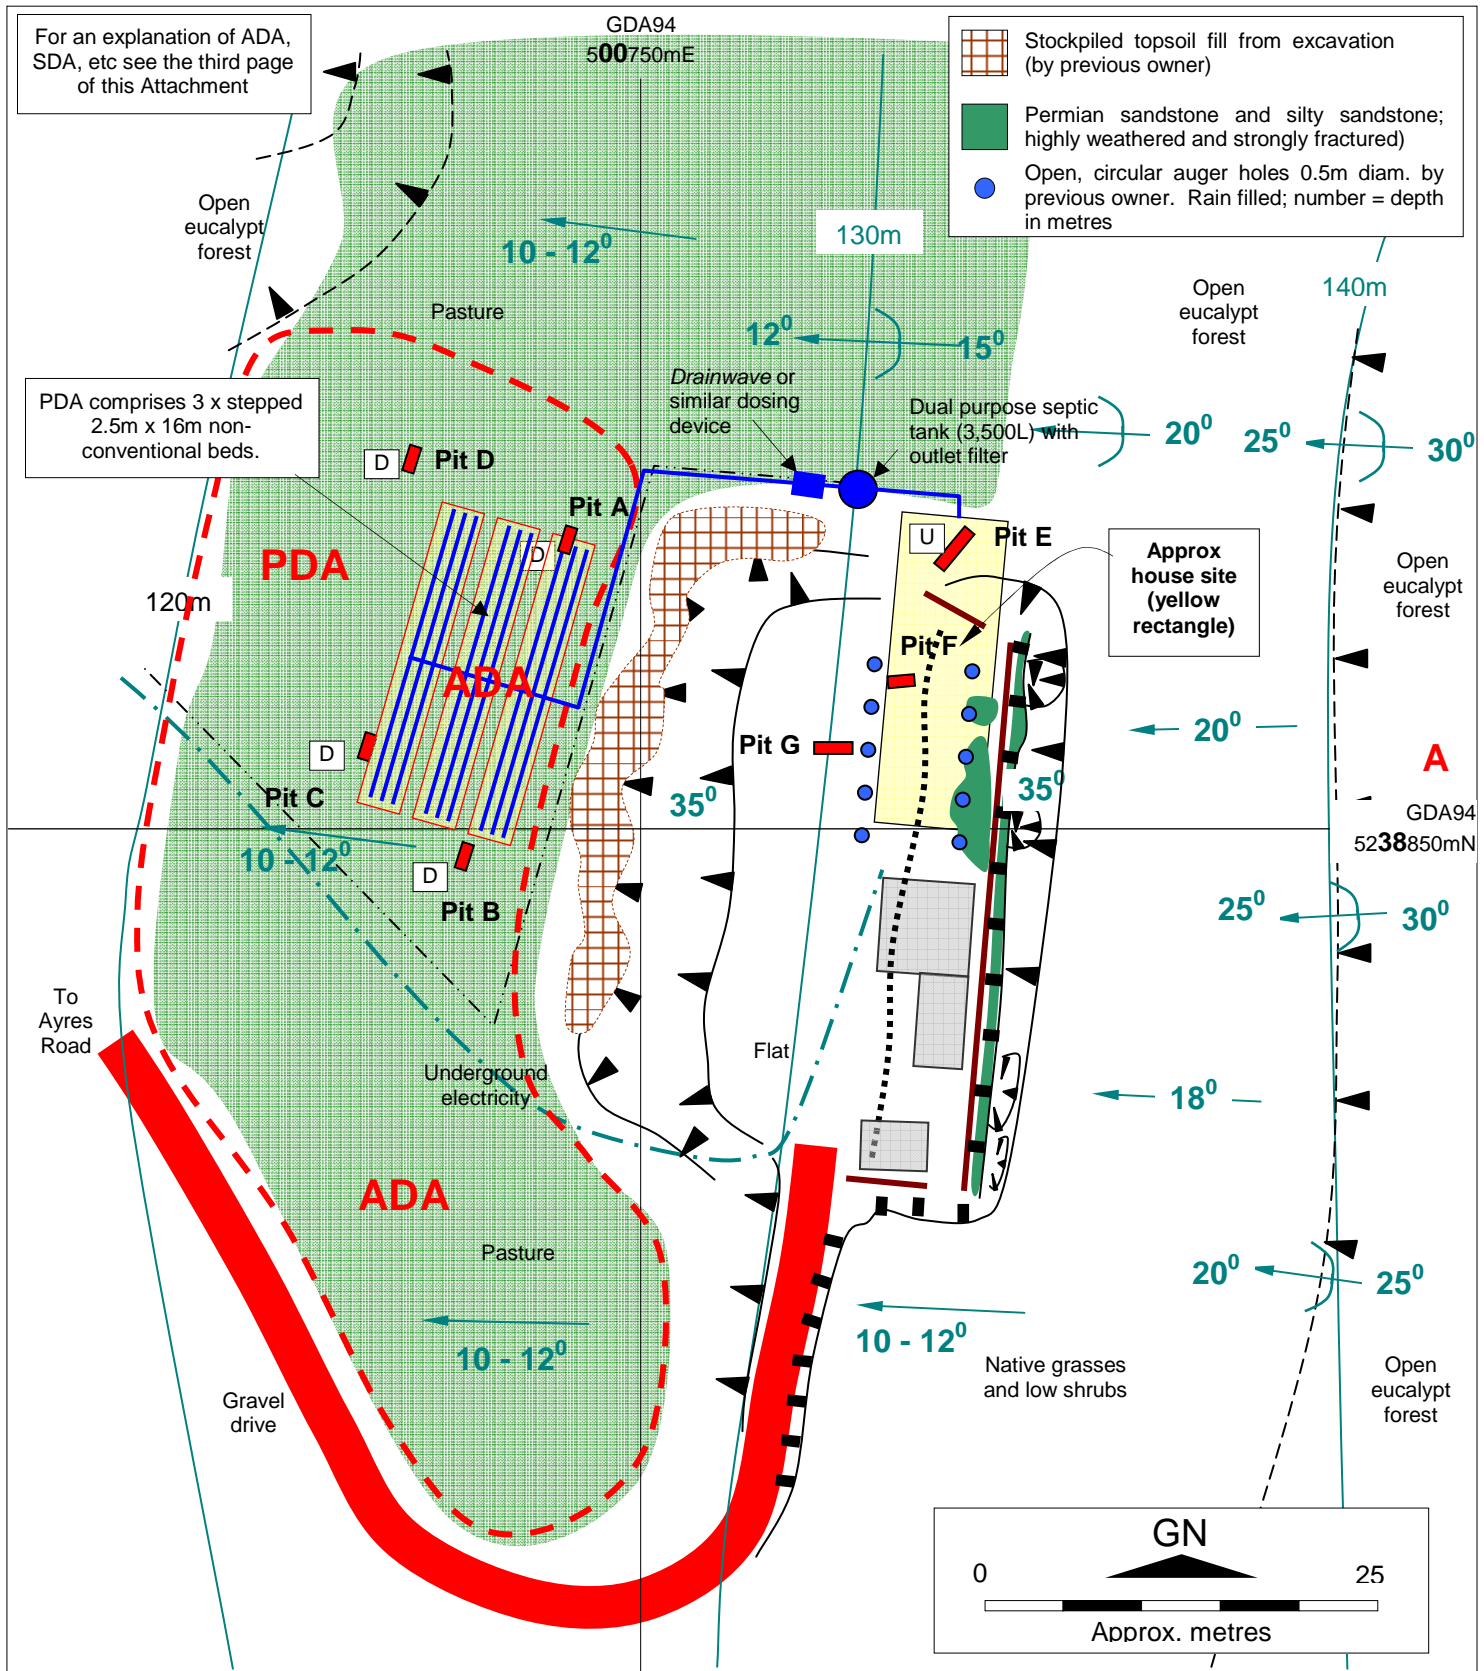 For an explanation of ADA,
SDA, etc see the third page
of this Attachment
GDA94
500750mE
Stockpiled topsoil fill from excavation
(by previous owner)
Permian sandstone and silty sandstone;
highly weathered and strongly fractured)
Open, circular auger holes 0.5m diam. by
previous owner. Rain filled; number = depth
in metres
Open
eucalypt
forest
10 - 12⁰
130m
Open
eucalypt
forest
140m
Pasture
12⁰
15⁰
Drainwave or
similar dosing
device
Dual purpose septic
tank (3,500L) with
outlet filter
20⁰
25⁰
30⁰
PDA comprises 3 x stepped
2.5m x 16m non-
conventional beds.
D
Pit D
Pit A
D
U
Pit E
Approx
house site
(yellow
rectangle)
Open
eucalypt
forest
PDA
120m
Pit F
ADA
20⁰
D
Pit G
A
Pit C
35⁰
35⁰
GDA94
5238850mN
10 - 12⁰
D
Pit B
25⁰
30⁰
To
Ayres
Road
Flat
Underground
electricity
18⁰
ADA
Pasture
20⁰
25⁰
10 - 12⁰
10 - 12⁰
Native grasses
and low shrubs
Open
eucalypt
forest
Gravel
drive
GN
0
25
Approx. metres